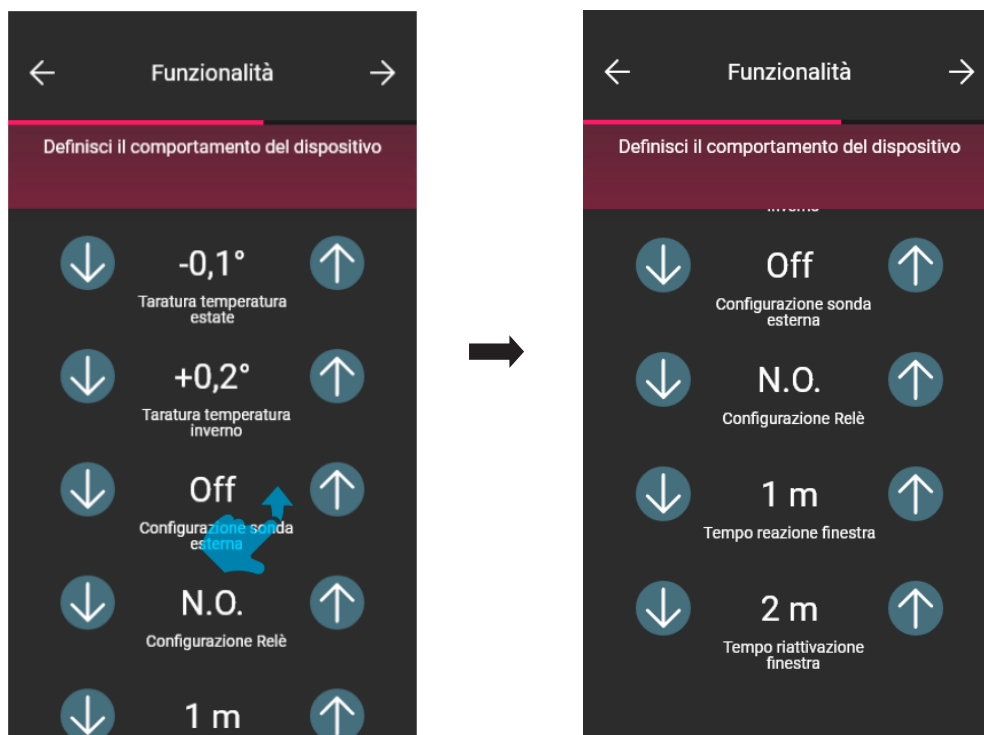 Funzionalità
Definisci il comportamento del dispositivo
-0,1°
Taratura temperatura
estate
+0,2°
Taratura temperatura
inverno
Off
Configurazione sonda
esterna
N.O.
Configurazione Relè
1 m
Funzionalità
Definisci il comportamento del dispositivo
inverno
Off
Configurazione sonda
esterna
N.O.
Configurazione Relè
1 m
Tempo reazione finestra
2 m
Tempo riattivazione
finestra